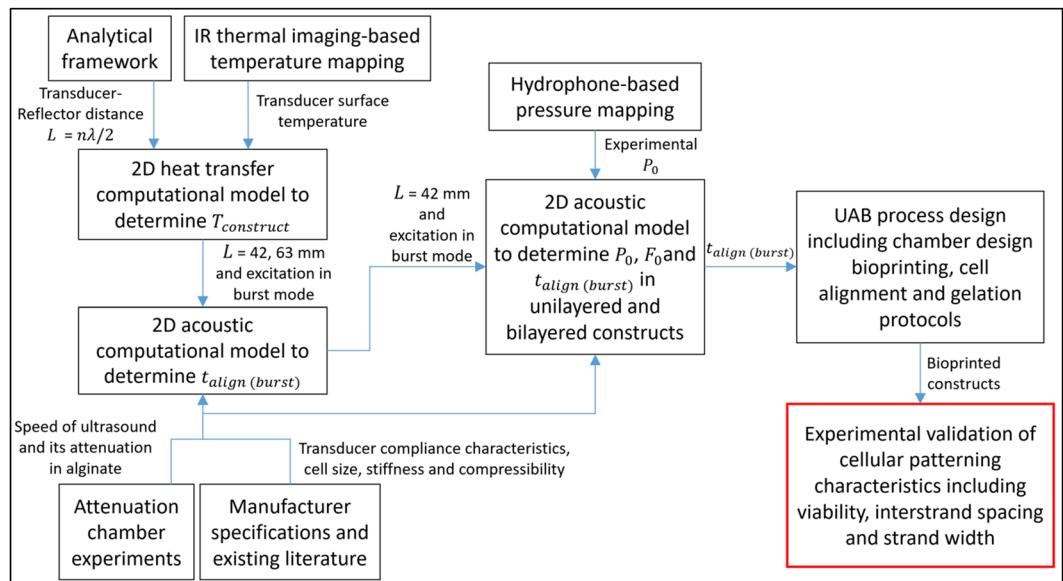 Analytical
framework
IR thermal imaging-based
temperature mapping
Transducer-
Reflector distance
L = nλ/2
Transducer surface
temperature
2D heat transfer
computational model to
determine T_construct
L = 42, 63 mm
and excitation in
burst mode
2D acoustic
computational model to
determine t_align (burst)
Speed of ultrasound
and its attenuation
in alginate
Transducer compliance characteristics,
cell size, stiffness and compressibility
Attenuation
chamber
experiments
Manufacturer
specifications and
existing literature
L = 42 mm
and
excitation in
burst mode
Hydrophone-based
pressure mapping
Experimental
P_0
2D acoustic
computational model
to determine P_0, F_0 and
t_align (burst) in
unilayered and
bilayered constructs
t_align (burst)
UAB process design
including chamber design
bioprinting, cell
alignment and gelation
protocols
Bioprinted
constructs
Experimental validation of
cellular patterning
characteristics including
viability, interstrand spacing
and strand width